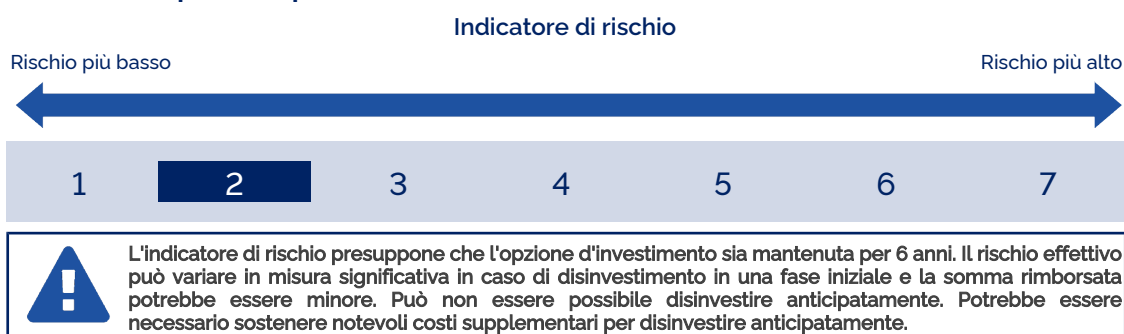 Indicatore di rischio
Rischio più basso
Rischio più alto
1 2 3 4 5 6 7
L'indicatore di rischio presuppone che l'opzione d'investimento sia mantenuta per 6 anni. Il rischio effettivo
può variare in misura significativa in caso di disinvestimento in una fase iniziale e la somma rimborsata
potrebbe essere minore. Può non essere possibile disinvestire anticipatamente. Potrebbe essere
necessario sostenere notevoli costi supplementari per disinvestire anticipatamente.